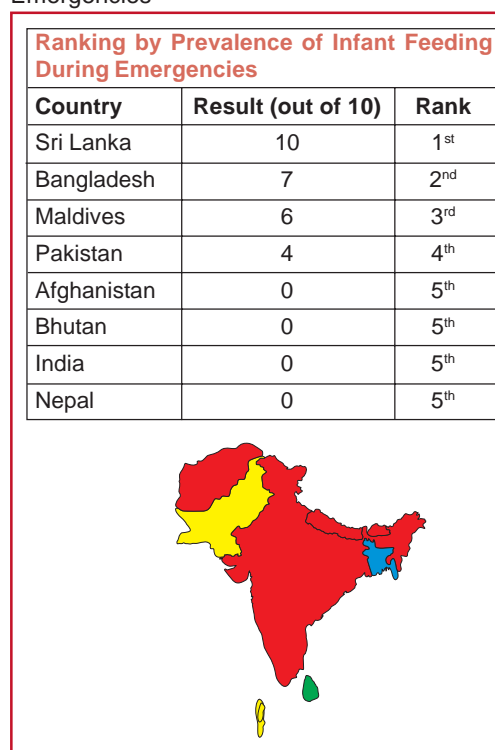 Emergencies
Ranking by Prevalence of Infant Feeding
During Emergencies
Country Result (out of 10) Rank
Sri Lanka 10 1st
Bangladesh 7 2nd
Maldives 6 3rd
Pakistan 4 4th
Afghanistan 0 5th
Bhutan 0 5th
India 0 5th
Nepal 0 5th